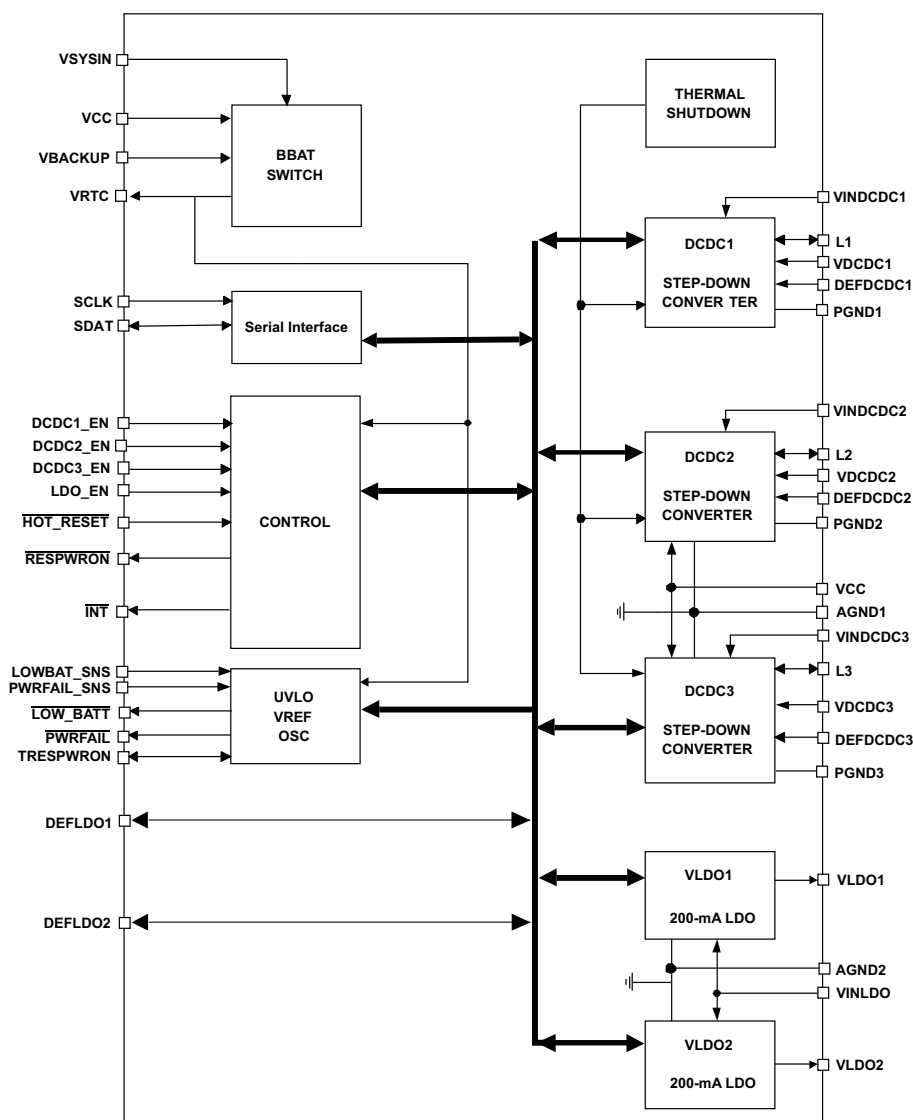 VSYSIN
VCC
VBACKUP
VRTC
BBAT
SWITCH
THERMAL
SHUTDOWN
SCLK
SDAT
Serial Interface
DCDC1
STEP-DOWN
CONVER TER
VINDCDC1
L1
VDCDC1
DEFDCDC1
PGND1
DCDC1_EN
DCDC2_EN
DCDC3_EN
LDO_EN
HOT_RESET
RESPWRON
INT
CONTROL
DCDC2
STEP-DOWN
CONVERTER
VINDCDC2
L2
VDCDC2
DEFDCDC2
PGND2
VCC
AGND1
VINDCDC3
LOWBAT_SNS
PWRFAIL_SNS
LOW_BATT
PWRFAIL
TRESPWRON
UVLO
VREF
OSC
DCDC3
STEP-DOWN
CONVERTER
L3
VDCDC3
DEFDCDC3
PGND3
DEFLDO1
DEFLDO2
VLDO1
200-mA LDO
VLDO1
AGND2
VINLDO
VLDO2
200-mA LDO
VLDO2